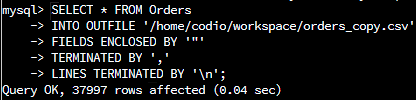 mysql> SELECT * FROM Orders
    -> INTO OUTFILE '/home/codio/workspace/orders_copy.csv'
    -> FIELDS ENCLOSED BY '"'
    -> TERMINATED BY ','
    -> LINES TERMINATED BY '\n';
Query OK, 37997 rows affected (0.04 sec)